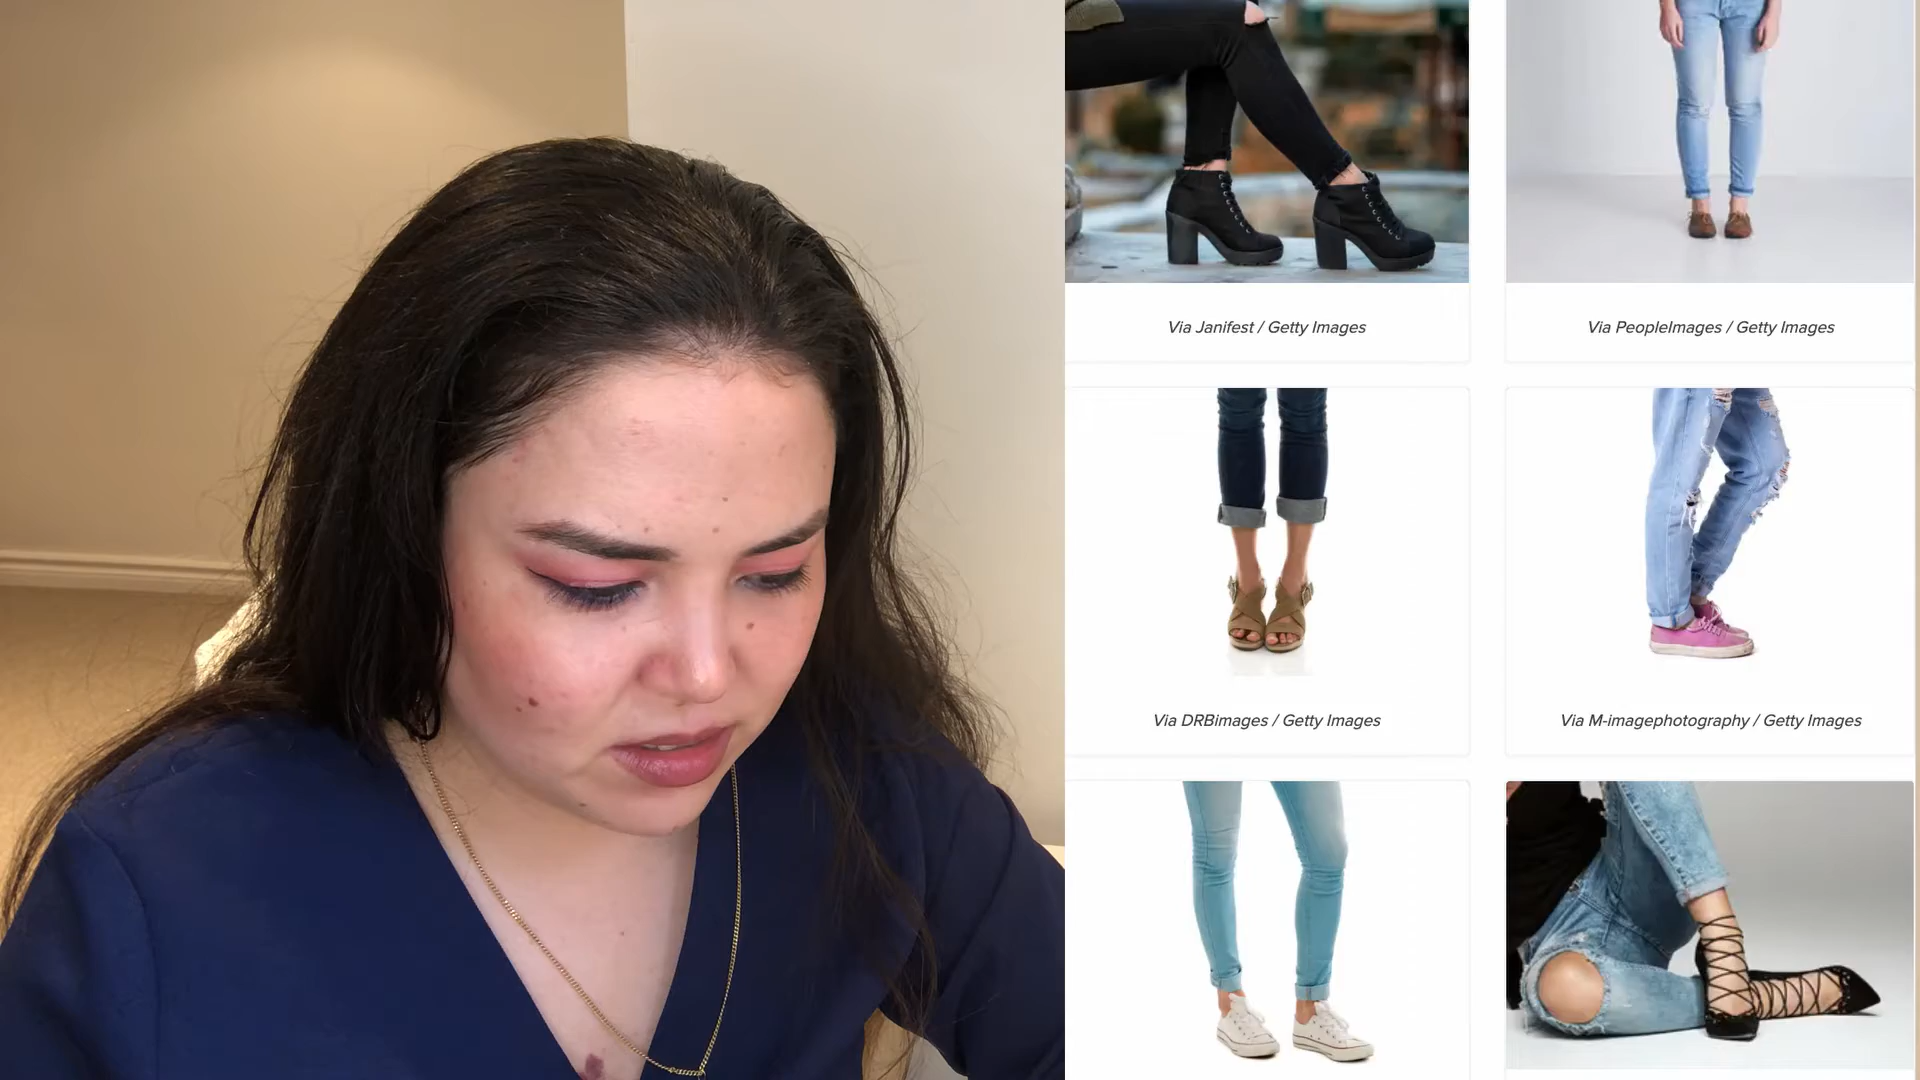 Via Janifest / Getty Images
Via PeopleImages / Getty Images
Via DRBimages / Getty Images
Via M-imagephotography / Getty Images